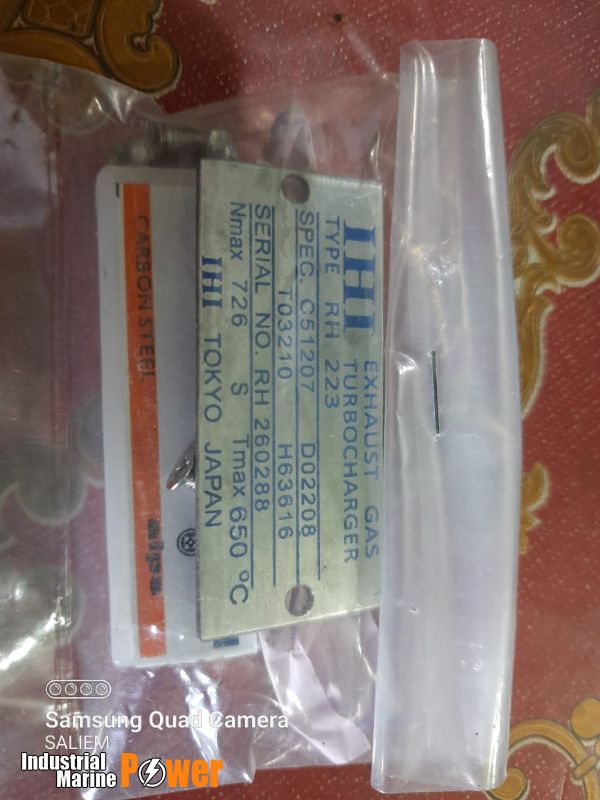 IHI EXHAUST GAS
TURBOCHARGER
TYPE RH 223
SPEC. C51207 D02208
T03210 H63616
SERIAL NO. RH 260288
Nmax 726 S Tmax 650 °C
IHI TOKYO JAPAN
CARBON STEEL
Samsung Quad Camera
SALIEM
Industrial
Marine Power